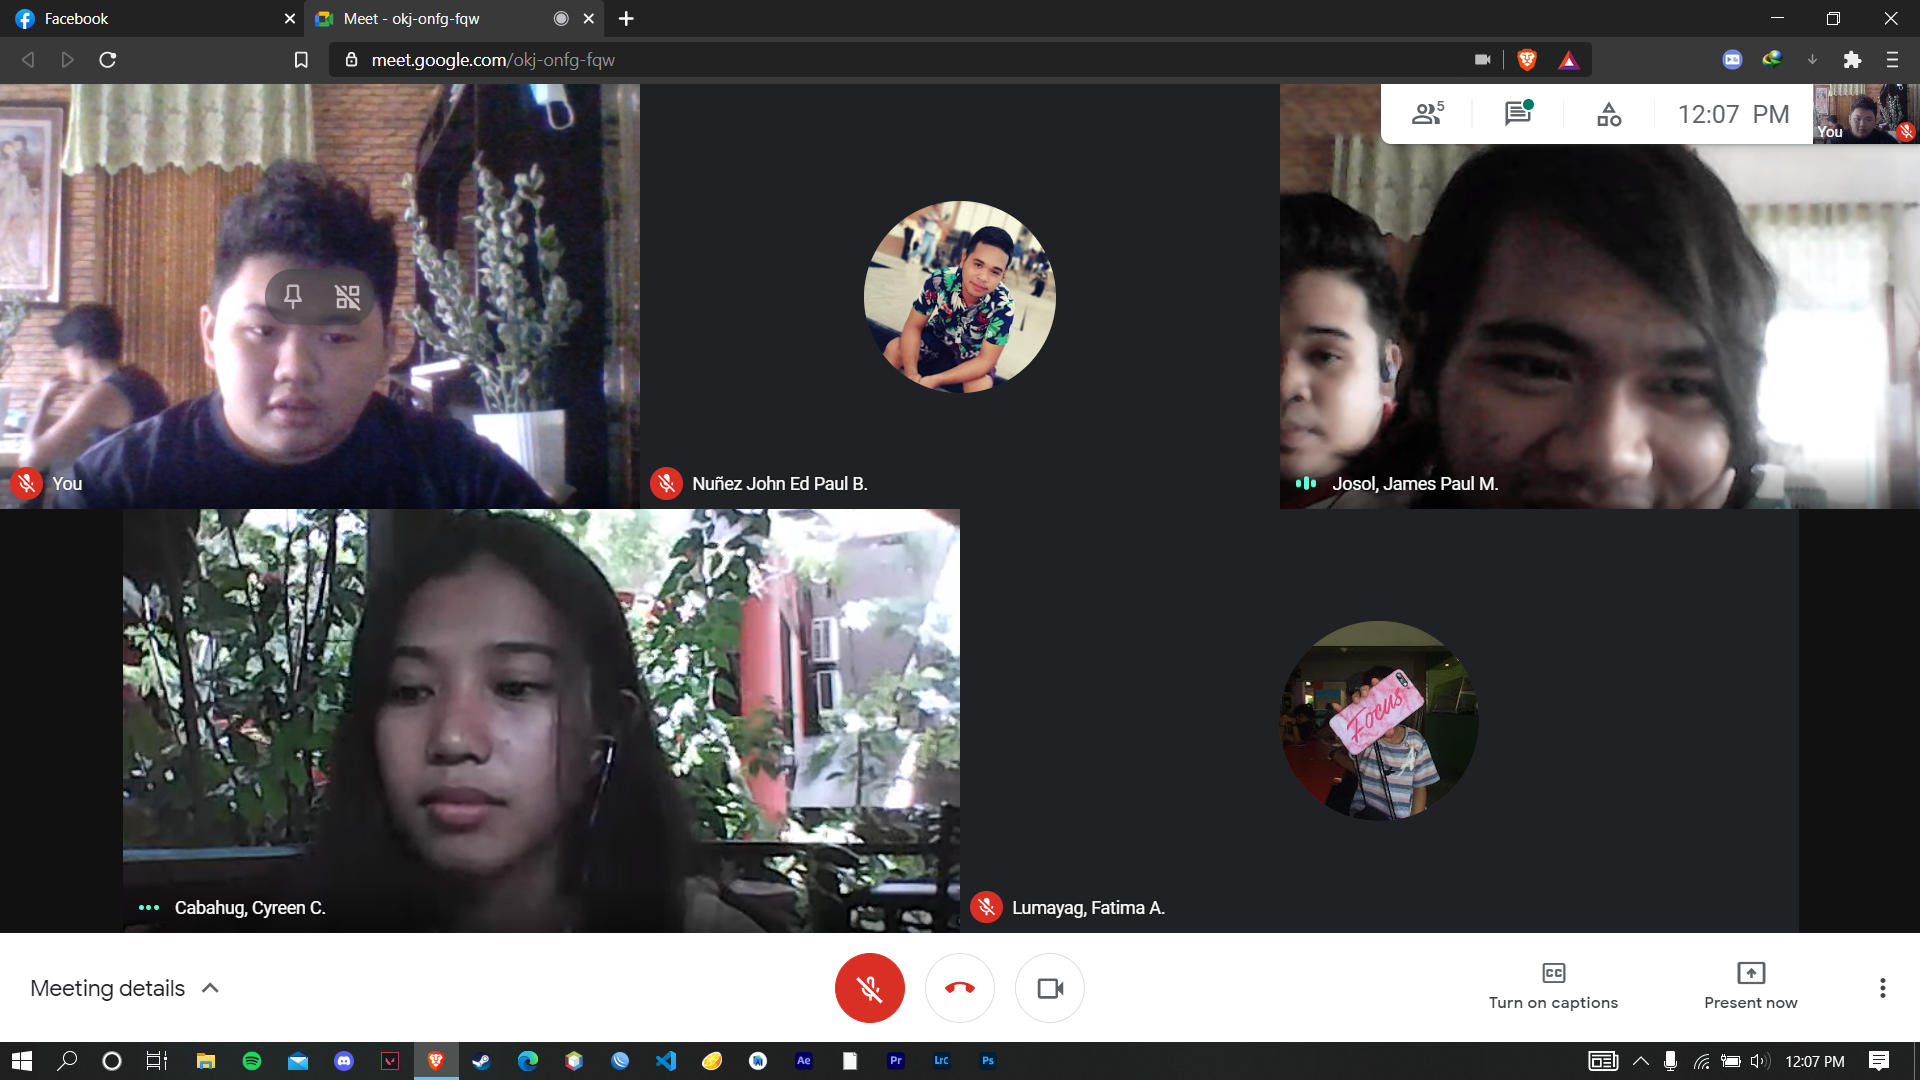 Facebook
Meet - okj-onfg-fqw
meet.google.com/okj-onfg-fqw
5
12:07 PM
You
You
Nuñez John Ed Paul B.
Josol, James Paul M.
Focus
Cabahug, Cyreen C.
Lumayag, Fatima A.
Meeting details
CC
Turn on captions
Present now
Ae
Pr
LrC
Ps
12:07 PM